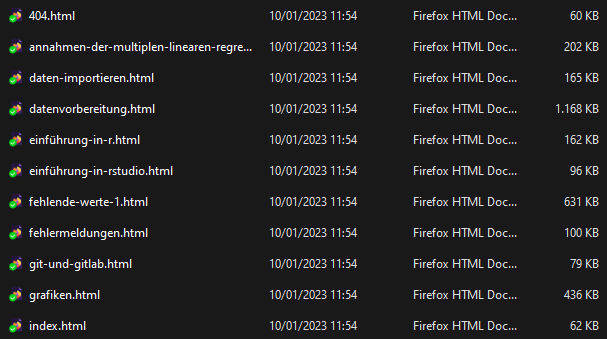 404.html 10/01/2023 11:54 Firefox HTML Doc... 60 KB
annahmen-der-multiplen-linearen-regre... 10/01/2023 11:54 Firefox HTML Doc... 202 KB
daten-importieren.html 10/01/2023 11:54 Firefox HTML Doc... 165 KB
datenvorbereitung.html 10/01/2023 11:54 Firefox HTML Doc... 1.168 KB
einführung-in-r.html 10/01/2023 11:54 Firefox HTML Doc... 162 KB
einführung-in-rstudio.html 10/01/2023 11:54 Firefox HTML Doc... 96 KB
fehlende-werte-1.html 10/01/2023 11:54 Firefox HTML Doc... 631 KB
fehlermeldungen.html 10/01/2023 11:54 Firefox HTML Doc... 100 KB
git-und-gitlab.html 10/01/2023 11:54 Firefox HTML Doc... 79 KB
grafiken.html 10/01/2023 11:54 Firefox HTML Doc... 436 KB
index.html 10/01/2023 11:54 Firefox HTML Doc... 62 KB